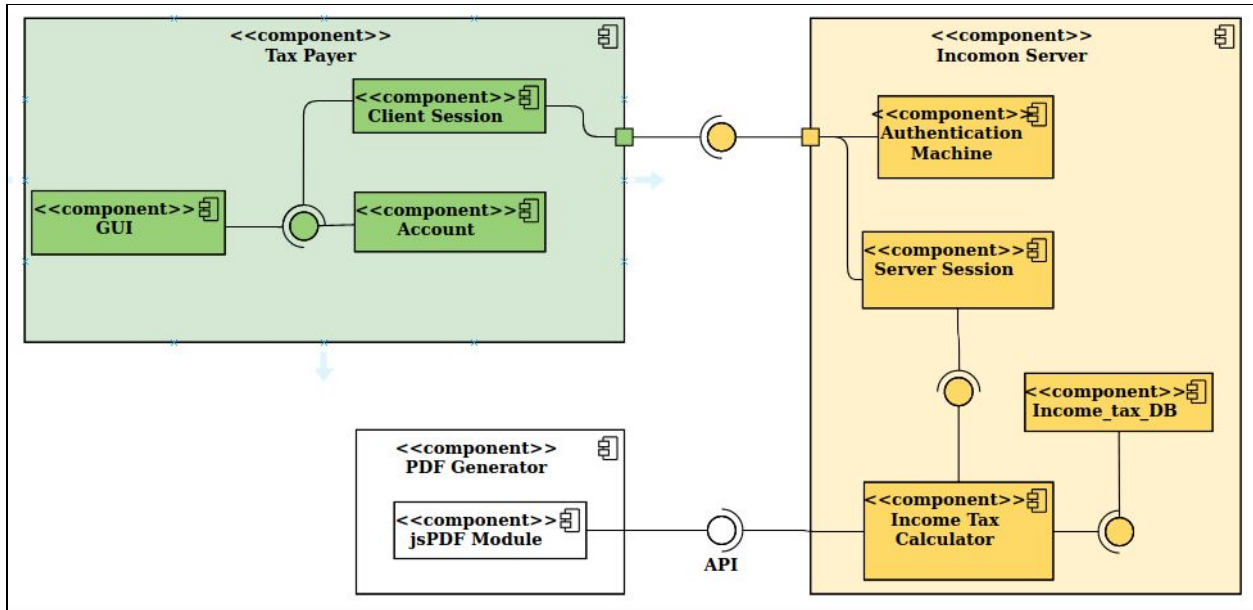 <<component>>
Tax Payer
<<component>>
Client Session
<<component>>
GUI
<<component>>
Account
<<component>>
Incomon Server
<<component>>
Authentication
Machine
<<component>>
Server Session
<<component>>
Income_tax_DB
<<component>>
Income Tax
Calculator
<<component>>
PDF Generator
<<component>>
jsPDF Module
API